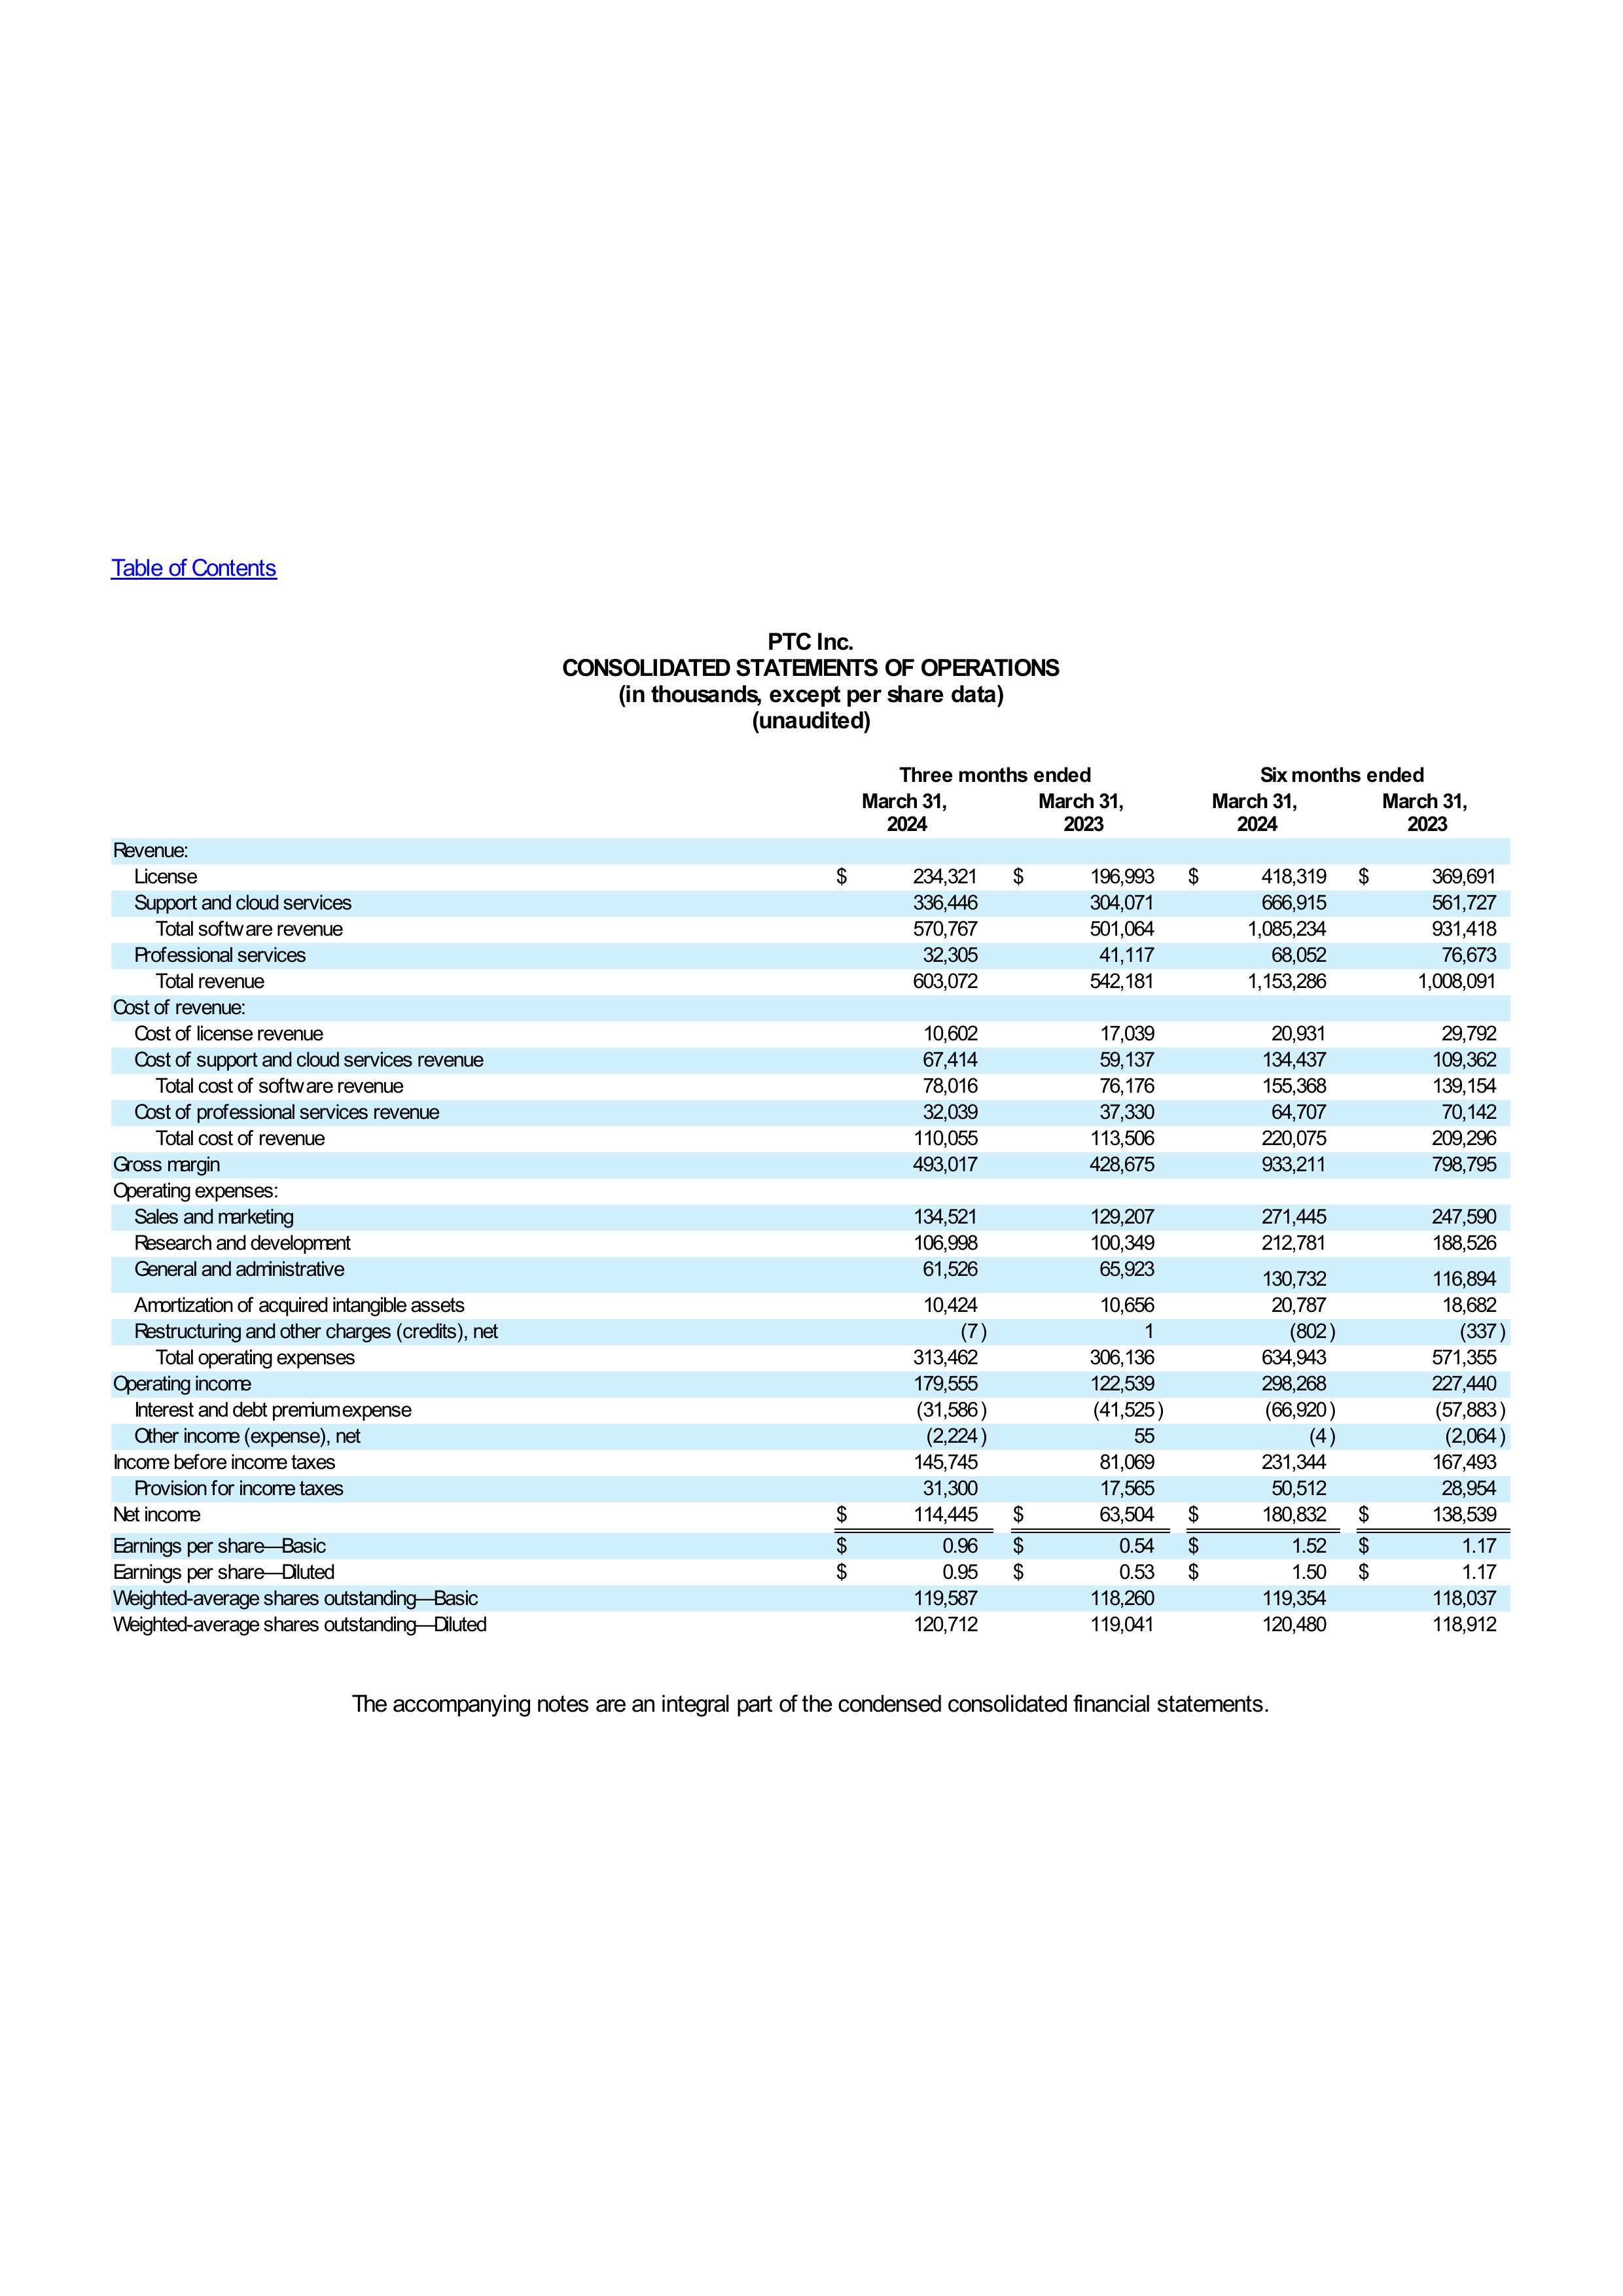 Table of Contents
PTC Inc.
CONSOLIDATED STATEMENTS OF OPERATIONS
(in thousands, except per share data)
(unaudited)
Three months ended Six months ended
March 31, March 31, March 31, March 31,
2024 2023 2024 2023
Revenue:
License $ 234,321 $ 196,993 $ 418,319 $ 369,691
Support and cloud services 336,446 304,071 666,915 561,727
Total software revenue 570,767 501,064 1,085,234 931,418
Professional services 32,305 41,117 68,052 76,673
Total revenue 603,072 542,181 1,153,286 1,008,091
Cost of revenue:
Cost of license revenue 10,602 17,039 20,931 29,792
Cost of support and cloud services revenue 67,414 59,137 134,437 109,362
Total cost of software revenue 78,016 76,176 155,368 139,154
Cost of professional services revenue 32,039 37,330 64,707 70,142
Total cost of revenue 110,055 113,506 220,075 209,296
Gross margin 493,017 428,675 933,211 798,795
Operating expenses:
Sales and marketing 134,521 129,207 271,445 247,590
Research and development 106,998 100,349 212,781 188,526
General and administrative 61,526 65,923 130,732 116,894
Amortization of acquired intangible assets 10,424 10,656 20,787 18,682
Restructuring and other charges (credits), net (7) 1 (802) (337)
Total operating expenses 313,462 306,136 634,943 571,355
Operating income 179,555 122,539 298,268 227,440
Interest and debt premium expense (31,586) (41,525) (66,920) (57,883)
Other income (expense), net (2,224) 55 (4) (2,064)
Income before income taxes 145,745 81,069 231,344 167,493
Provision for income taxes 31,300 17,565 50,512 28,954
Net income $ 114,445 $ 63,504 $ 180,832 $ 138,539
Earnings per share—Basic $ 0.96 $ 0.54 $ 1.52 $ 1.17
Earnings per share—Diluted $ 0.95 $ 0.53 $ 1.50 $ 1.17
Weighted-average shares outstanding—Basic 119,587 118,260 119,354 118,037
Weighted-average shares outstanding—Diluted 120,712 119,041 120,480 118,912
The accompanying notes are an integral part of the condensed consolidated financial statements.